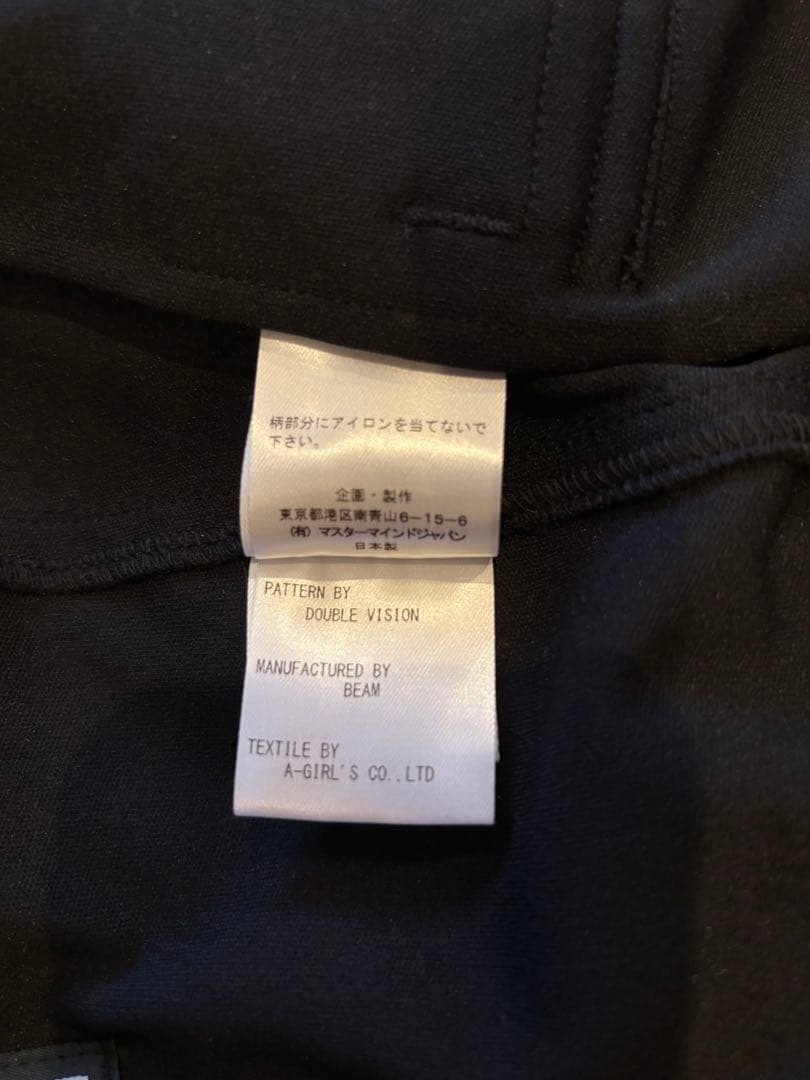 柄部分にアイロンを当てないで
下さい。
企画・製作
東京都港区南青山6-15-6
(有) マスターマインドジャパン
日本製
PATTERN BY
DOUBLE VISION
MANUFACTURED BY
BEAM
TEXTILE BY
A-GIRL'S CO.,LTD